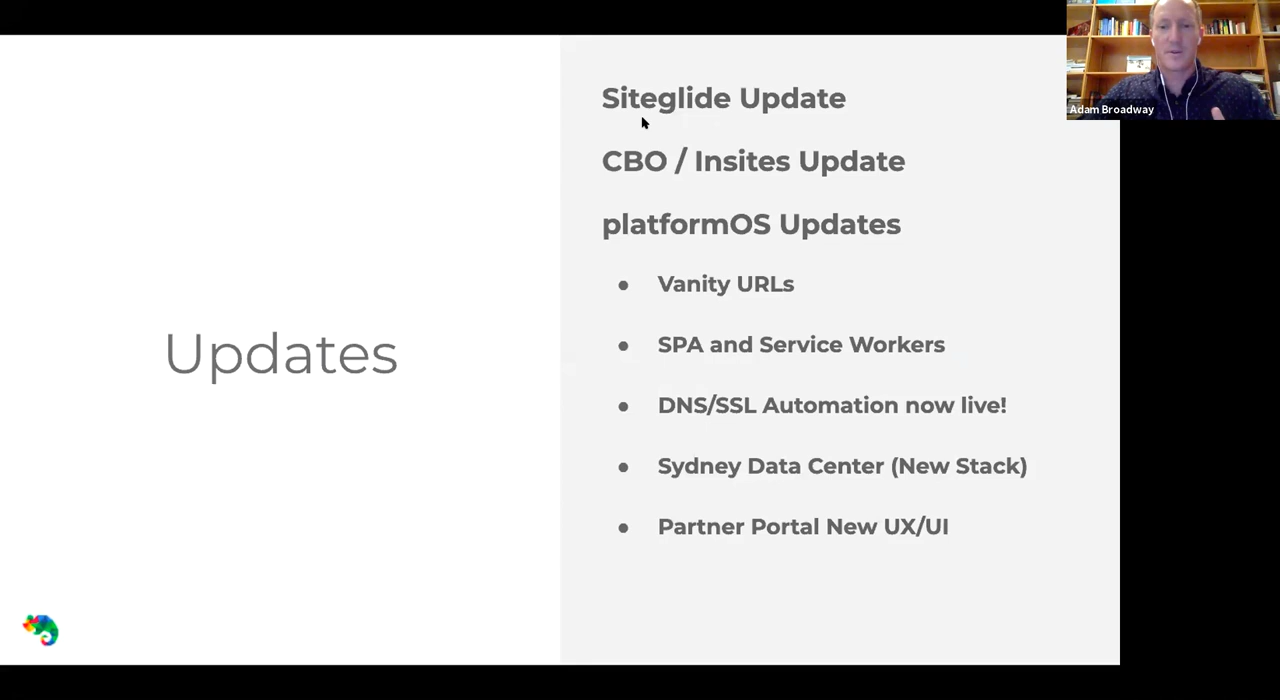 Updates
Siteglide Update
CBO / Insites Update
platformOS Updates
● Vanity URLs
● SPA and Service Workers
● DNS/SSL Automation now live!
● Sydney Data Center (New Stack)
● Partner Portal New UX/UI
Adam Broadway